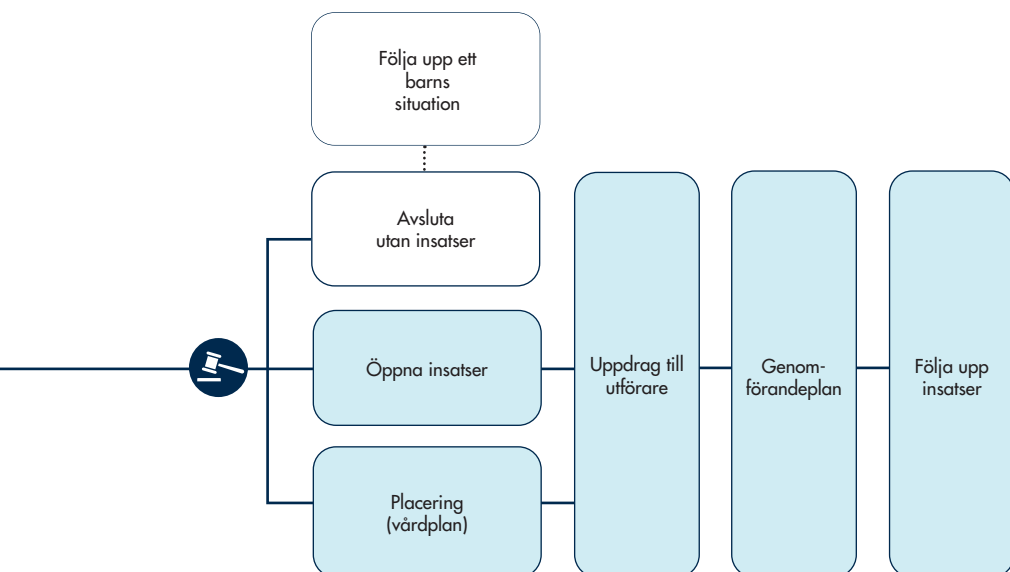 Följa upp ett
barns
situation
Avsluta
utan insatser
Öppna insatser
Placering
(vårdplan)
Uppdrag till
utförare
Genom-
förandeplan
Följa upp
insatser